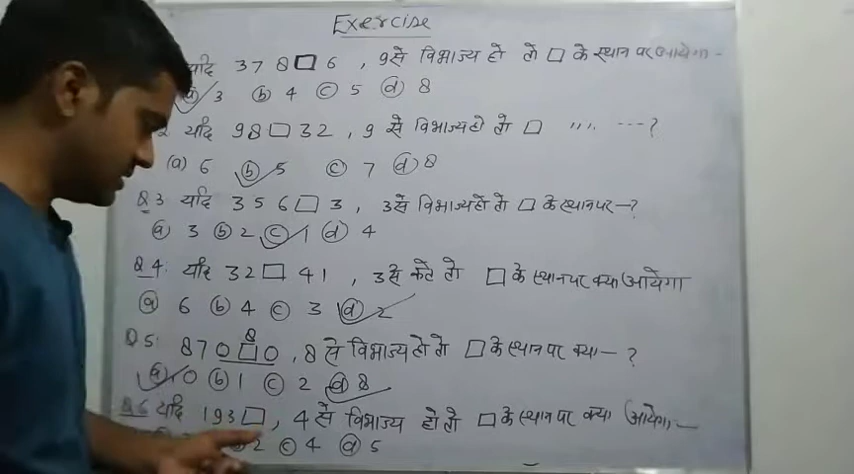 Exercise
यदि 378□6, 9से विभाज्य हो तो □ के स्थान पर आयेगा-
(a) 3 (b) 4 (c) 5 (d) 8
यदि 98□32, 9 से विभाज्य हो तो □ '' '' ---?
(a) 6 (b) 5 (c) 7 (d) 8
Q3 यदि 356□3, 3से विभाज्य हो तो □ के स्थान पर -?
(a) 3 (b) 2 (c) 1 (d) 4
Q4. यदि 32□41, 3से कटे तो □ के स्थान पर क्या आयेगा
(a) 6 (b) 4 (c) 3 (d) 2
8
Q5. 870□0, 8 से विभाज्य हो तो □ के स्थान पर क्या-?
(a) 0 (b) 1 (c) 2 (d) 8
Q6 यदि 193□, 4 से विभाज्य हो तो □ के स्थान पर क्या आयेगा,-
2 (c) 4 (d) 5